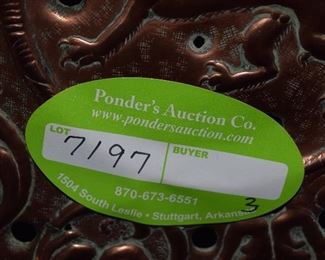 Ponder's Auction Co.
www.pondersauction.com
LOT 7197 BUYER
870-673-6551
1504 South Leslie • Stuttgart, Arkansas
3